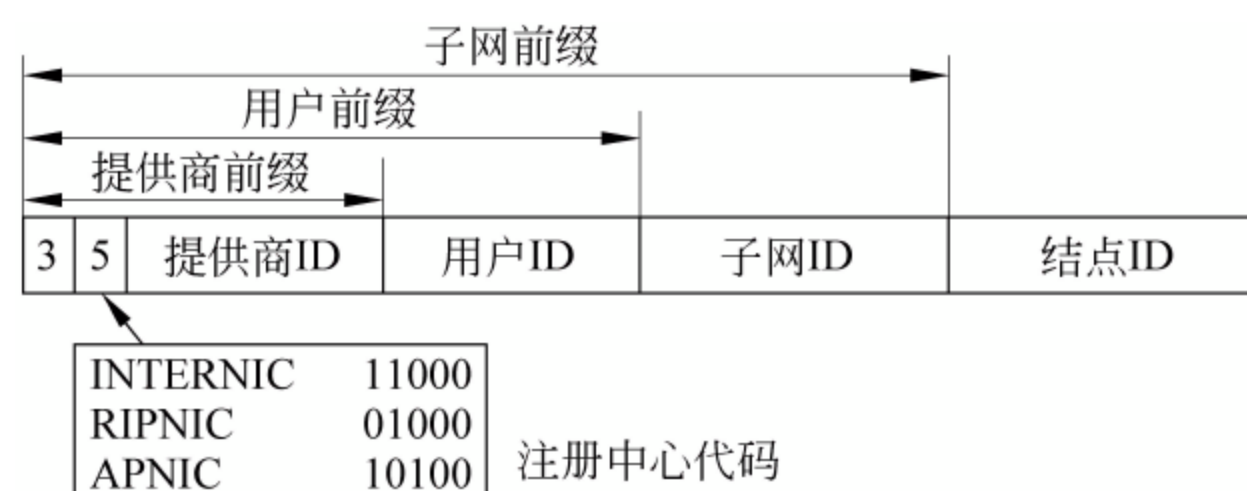 子网前缀
用户前缀
提供商前缀
3 5 提供商ID 用户ID 子网ID 结点ID
INTERNIC 11000
RIPNIC 01000
APNIC 10100
注册中心代码